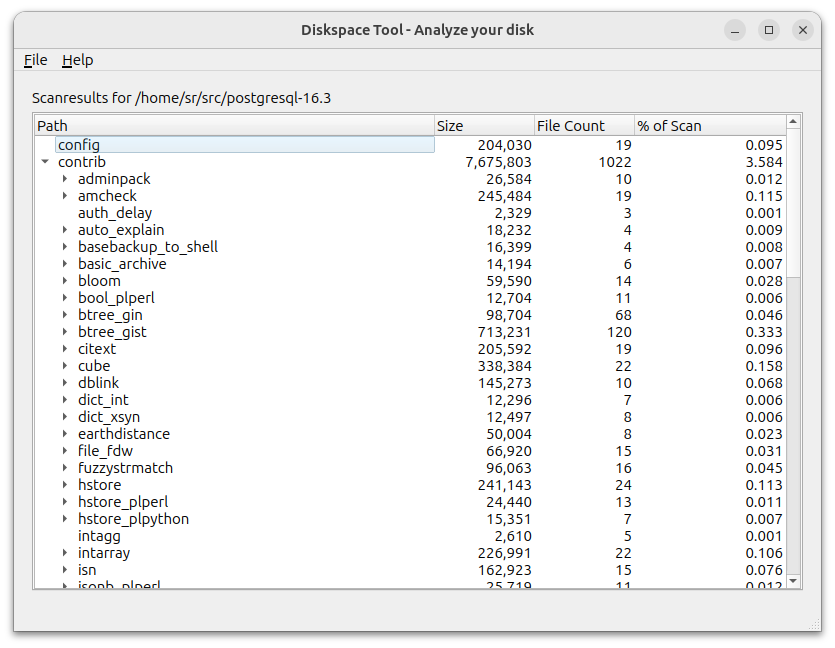 Diskspace Tool - Analyze your disk
File Help
Scanresults for /home/sr/src/postgresql-16.3
Path Size File Count % of Scan
config 204,030 19 0.095
contrib 7,675,803 1022 3.584
adminpack 26,584 10 0.012
amcheck 245,484 19 0.115
auth_delay 2,329 3 0.001
auto_explain 18,232 4 0.009
basebackup_to_shell 16,399 4 0.008
basic_archive 14,194 6 0.007
bloom 59,590 14 0.028
bool_plperl 12,704 11 0.006
btree_gin 98,704 68 0.046
btree_gist 713,231 120 0.333
citext 205,592 19 0.096
cube 338,384 22 0.158
dblink 145,273 10 0.068
dict_int 12,296 7 0.006
dict_xsyn 12,497 8 0.006
earthdistance 50,004 8 0.023
file_fdw 66,920 15 0.031
fuzzystrmatch 96,063 16 0.045
hstore 241,143 24 0.113
hstore_plperl 24,440 13 0.011
hstore_plpython 15,351 7 0.007
intagg 2,610 5 0.001
intarray 226,991 22 0.106
isn 162,923 15 0.076
jsonb_plperl 25,719 11 0.012